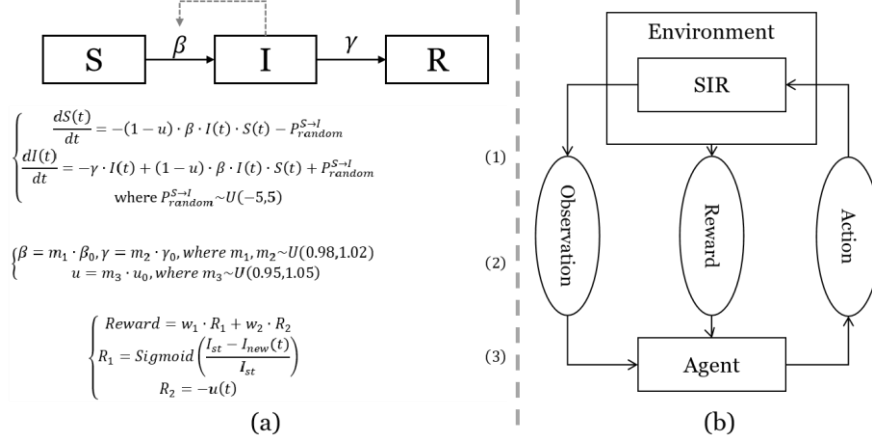 S β I γ R
dS(t)/dt = −(1 − u) · β · I(t) · S(t) − P_random^{S→I}
dI(t)/dt = −γ · I(t) + (1 − u) · β · I(t) · S(t) + P_random^{S→I}
(1)
where P_random^{S→I}~U(−5,5)
β = m₁ · β₀, γ = m₂ · γ₀, where m₁, m₂~U(0.98,1.02)
(2)
u = m₃ · u₀, where m₃~U(0.95,1.05)
Reward = w₁ · R₁ + w₂ · R₂
R₁ = Sigmoid((I_st − I_new(t))/I_st)
(3)
R₂ = −u(t)
(a)
Environment
SIR
Observation
Reward
Action
Agent
(b)